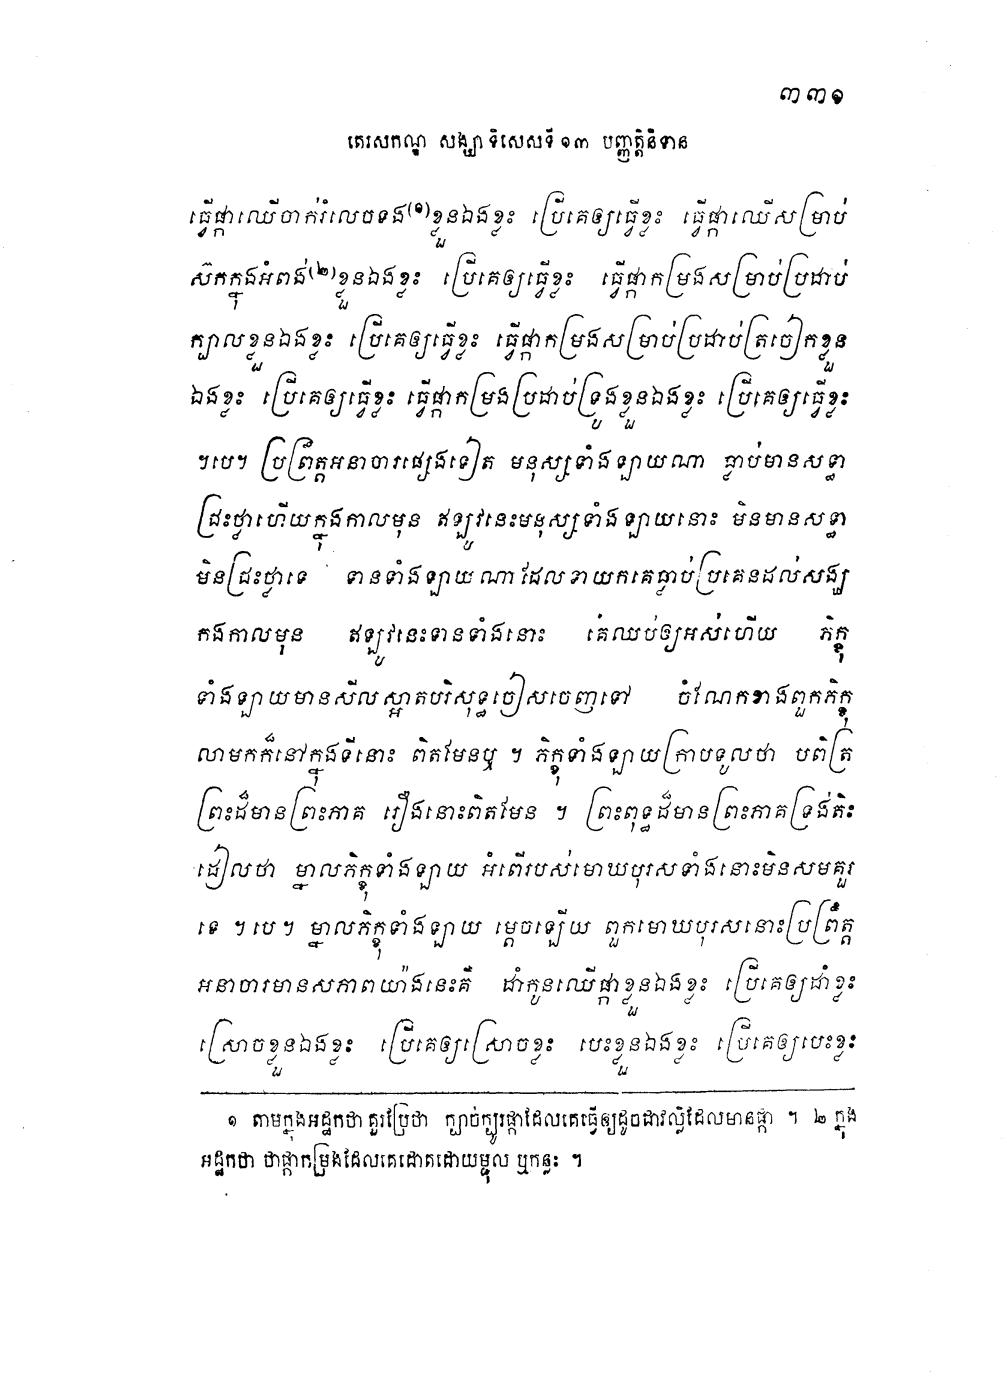 ៣៣១
តេរសកណ្ឌ សង្ឃាទិសេសទី ១៣ បញ្ញត្តិនិទាន
ធ្វើផ្កាឈើចាក់រំលេចទង(១)ខ្លួនឯងខ្លះ ប្រើគេឲ្យធ្វើខ្លះ ធ្វើផ្កាឈើសម្រាប់
ស៊កក្នុងអំពង់(២)ខ្លួនឯងខ្លះ ប្រើគេឲ្យធ្វើខ្លះ ធ្វើផ្កាកម្រងសម្រាប់ប្រដាប់
ក្បាលខ្លួនឯងខ្លះ ប្រើគេឲ្យធ្វើខ្លះ ធ្វើផ្កាកម្រងសម្រាប់ប្រដាប់ត្រចៀកខ្លួន
ឯងខ្លះ ប្រើគេឲ្យធ្វើខ្លះ ធ្វើផ្កាកម្រងប្រដាប់ទ្រូងខ្លួនឯងខ្លះ ប្រើគេឲ្យធ្វើខ្លះ
។បេ។ ប្រព្រឹត្តអនាចារផ្សេងទៀត មនុស្សទាំងឡាយណា ធ្លាប់មានសទ្ធា
ជ្រះថ្លាហើយក្នុងកាលមុន ឥឡូវនេះមនុស្សទាំងឡាយនោះ មិនមានសទ្ធា
មិនជ្រះថ្លាទេ ទានទាំងឡាយណាដែលទាយកគេធ្លាប់ប្រគេនដល់សង្ឃ
កងកាលមុន ឥឡូវនេះទានទាំងនោះ គេឈប់ឲ្យអស់ហើយ ភិក្ខុ
ទាំងឡាយមានសីលស្អាតបរិសុទ្ធចៀសចេញទៅ ចំណែកខាងពួកភិក្ខុ
លាមកក៏នៅក្នុងទីនោះ ពិតមែនឬ ។ ភិក្ខុទាំងឡាយក្រាបទូលថា បពិត្រ
ព្រះដ៏មានព្រះភាគ រឿងនោះពិតមែន ។ ព្រះពុទ្ធដ៏មានព្រះភាគទ្រង់តិះ
ដៀលថា ម្នាលភិក្ខុទាំងឡាយ អំពើរបស់មោឃបុរសទាំងនោះមិនសមគួរ
ទេ ។ បេ ។ ម្នាលភិក្ខុទាំងឡាយ ម្តេចឡើយ ពួកមោឃបុរសនោះប្រព្រឹត្ត
អនាចារមានសភាពយ៉ាងនេះគឺ ដាំកូនឈើផ្កាខ្លួនឯងខ្លះ ប្រើគេឲ្យដាំខ្លះ
ស្រោចខ្លួនឯងខ្លះ ប្រើគេឲ្យស្រោចខ្លះ បេះខ្លួនឯងខ្លះ ប្រើគេឲ្យបេះខ្លះ
១ តាមក្នុងអដ្ឋកថា គួរប្រែថា ក្បាច់ក្បូរផ្កាដែលគេធ្វើឲ្យដូចជាវល្លិដែលមានផ្កា ។ ២ ក្នុង
អដ្ឋកថា ថាផ្កាកម្រងដែលគេដោតដោយម្ជុល ឬកន្លះ ។